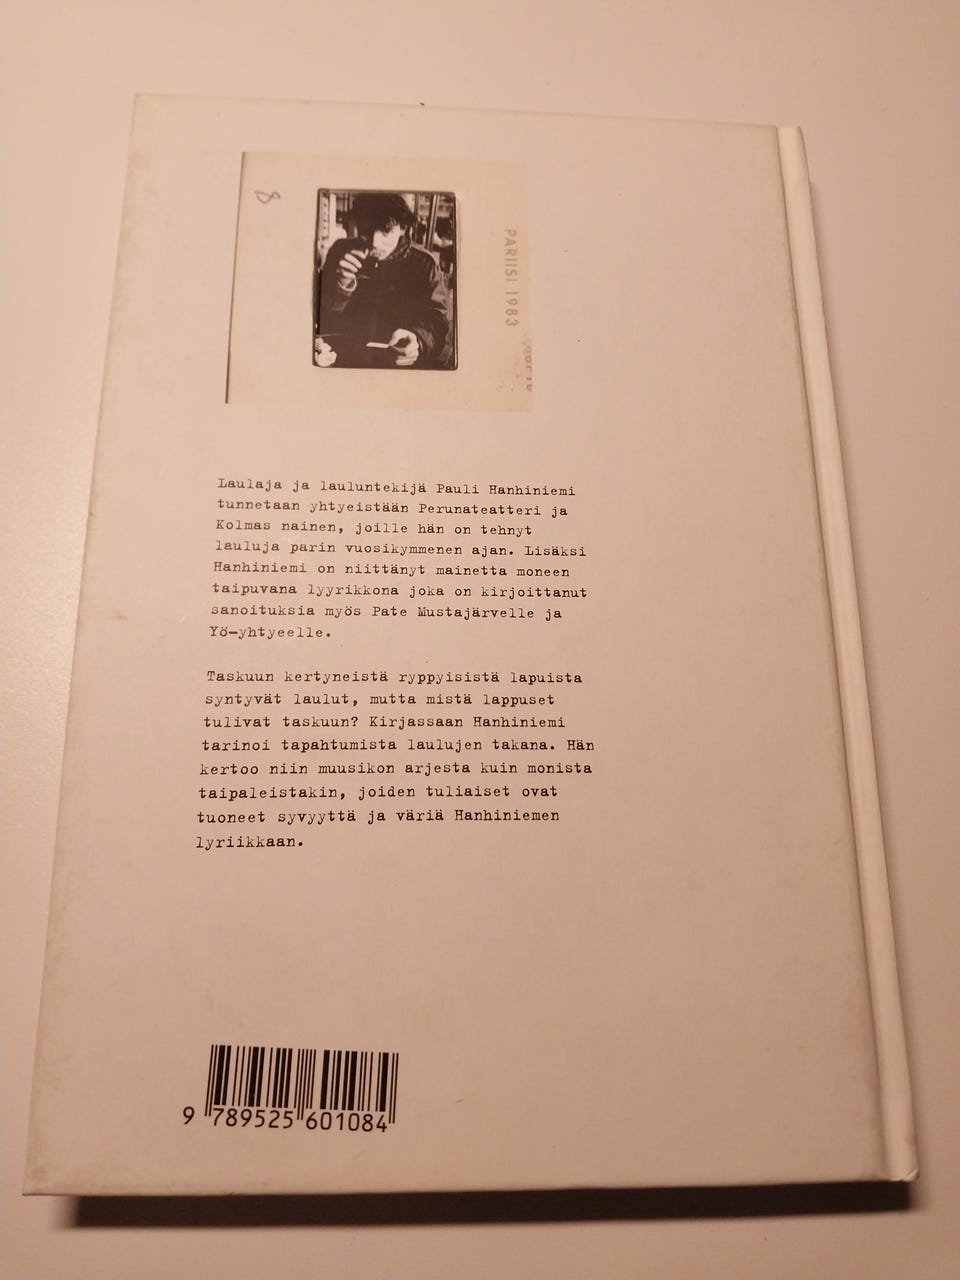 8
PARIISI 1983
Laulaja ja lauluntekijä Pauli Hanhiniemi
tunnetaan yhtyeistään Perunateatteri ja
Kolmas nainen, joille hän on tehnyt
lauluja parin vuosikymmenen ajan. Lisäksi
Hanhiniemi on niittänyt mainetta moneen
taipuvana lyyrikkona joka on kirjoittanut
sanoituksia myös Pate Mustajärvelle ja
Yö-yhtyeelle.
Taskuun kertyneistä ryppyisistä lapuista
syntyvät laulut, mutta mistä lappuset
tulivat taskuun? Kirjassaan Hanhiniemi
tarinoi tapahtumista laulujen takana. Hän
kertoo niin muusikon arjesta kuin monista
taipaleistakin, joiden tuliaiset ovat
tuoneet syvyyttä ja väriä Hanhiniemen
lyriikkaan.
9 789525 601084